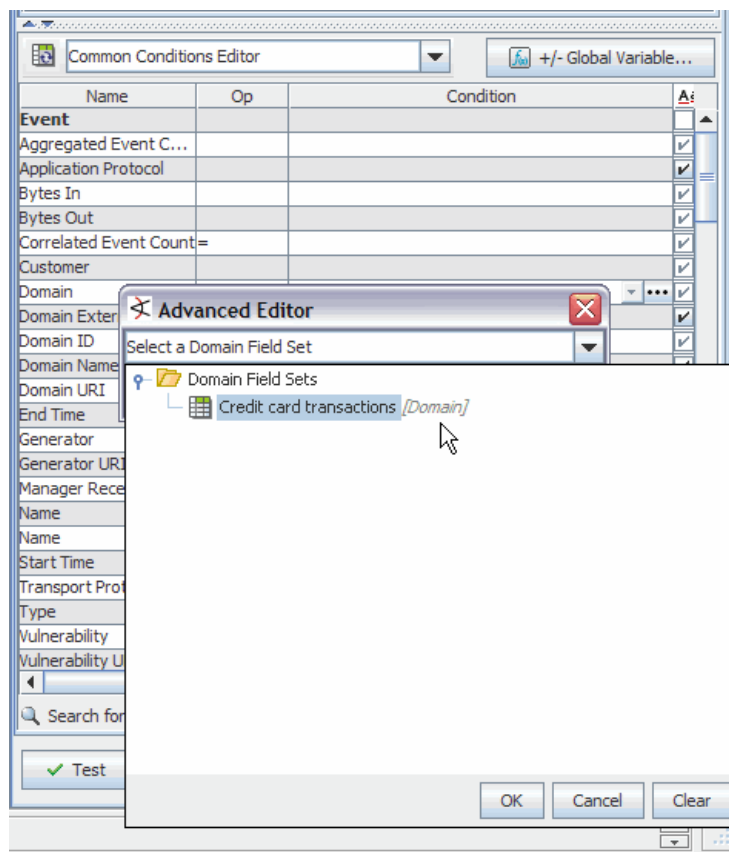 Common Conditions Editor
+/- Global Variable...
Name Op Condition
Event
Aggregated Event C...
Application Protocol
Bytes In
Bytes Out
Correlated Event Count =
Customer
Domain
Domain Exter
Domain ID
Domain Name
Domain URI
End Time
Generator
Generator URI
Manager Rece
Name
Name
Start Time
Transport Prot
Type
Vulnerability
Vulnerability U
Search for
Test
Advanced Editor
Select a Domain Field Set
Domain Field Sets
Credit card transactions [Domain]
OK Cancel Clear